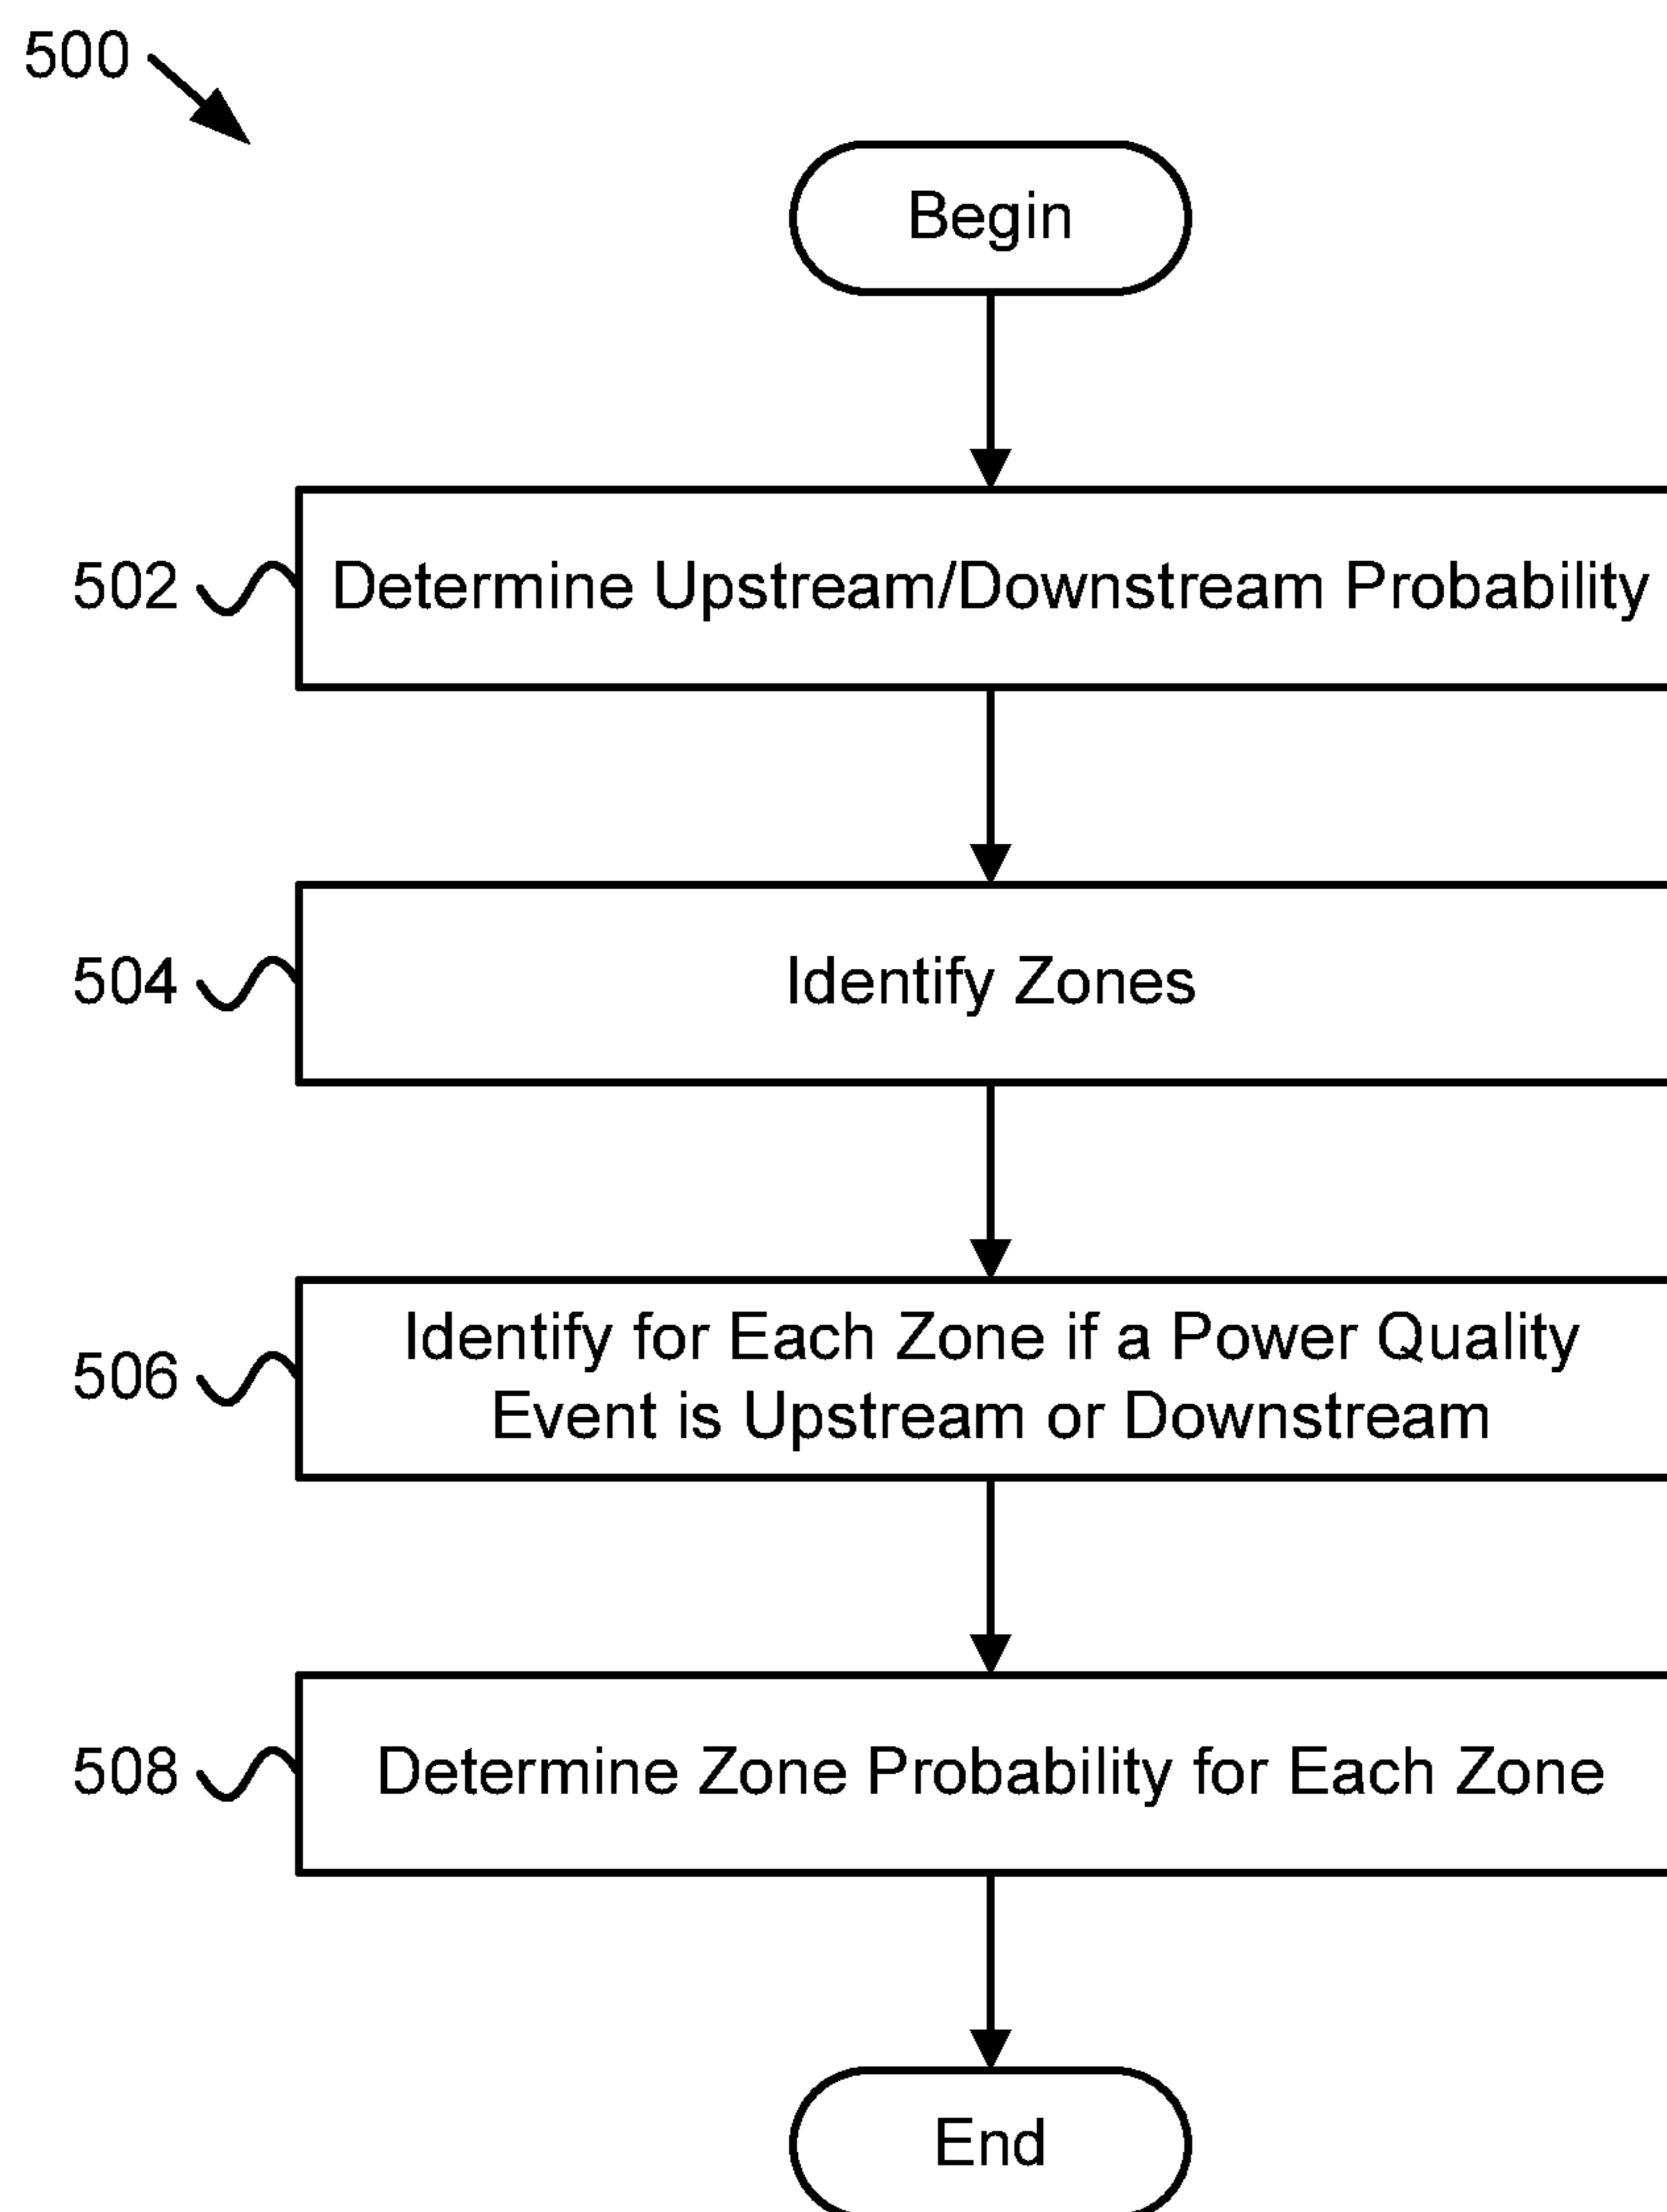 500
Begin
502
Determine Upstream/Downstream Probability
504
Identify Zones
506
Identify for Each Zone if a Power Quality
Event is Upstream or Downstream
508
Determine Zone Probability for Each Zone
End